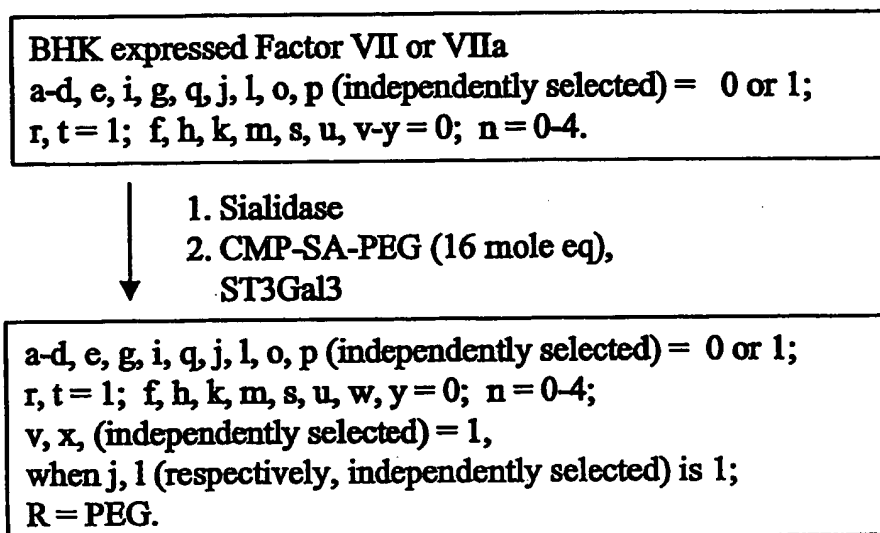 BHK expressed Factor VII or VIIa
a-d, e, i, g, q, j, l, o, p (independently selected) = 0 or 1;
r, t = 1; f, h, k, m, s, u, v-y = 0; n = 0-4.
1. Sialidase
2. CMP-SA-PEG (16 mole eq),
ST3Gal3
a-d, e, g, i, q, j, l, o, p (independently selected) = 0 or 1;
r, t = 1; f, h, k, m, s, u, w, y = 0; n = 0-4;
v, x, (independently selected) = 1,
when j, l (respectively, independently selected) is 1;
R = PEG.